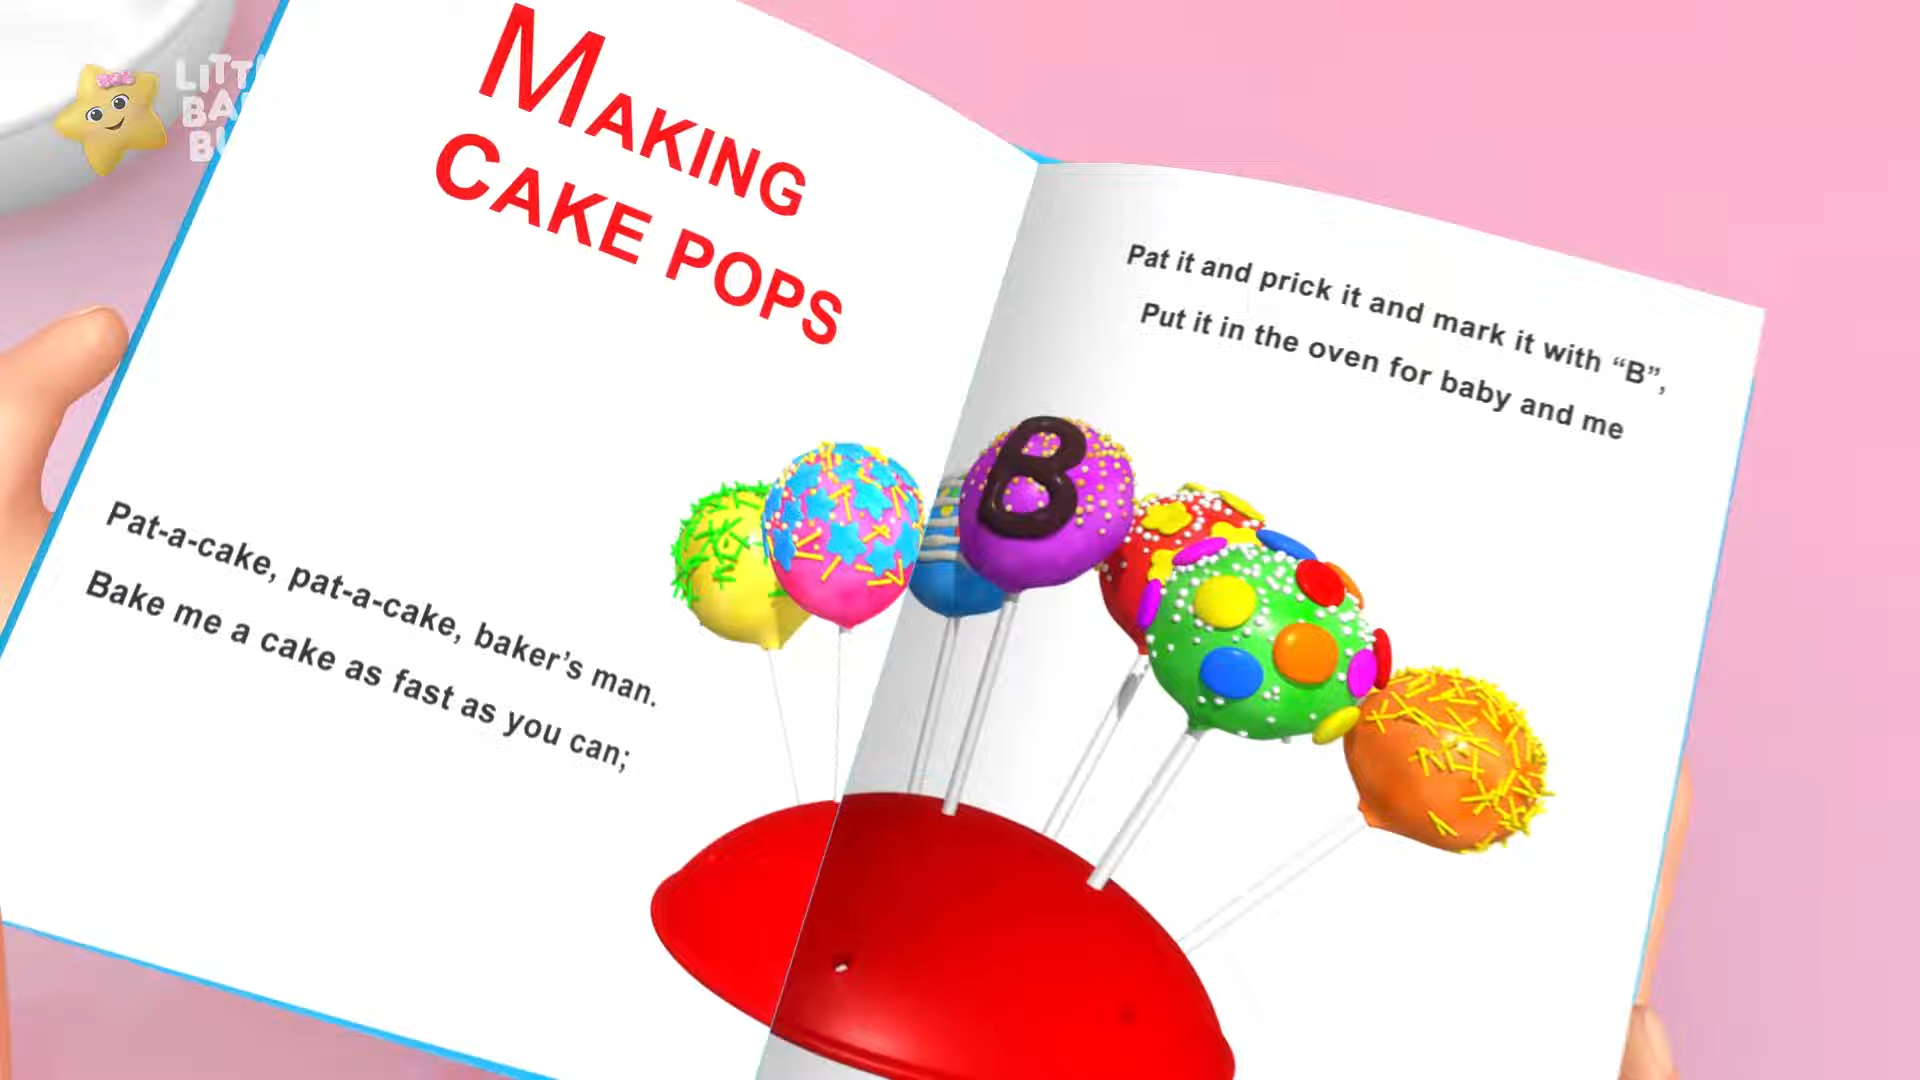 MAKING
CAKE POPS
Pat-a-cake, pat-a-cake, baker's man.
Bake me a cake as fast as you can;
Pat it and prick it and mark it with “B”,
Put it in the oven for baby and me
B